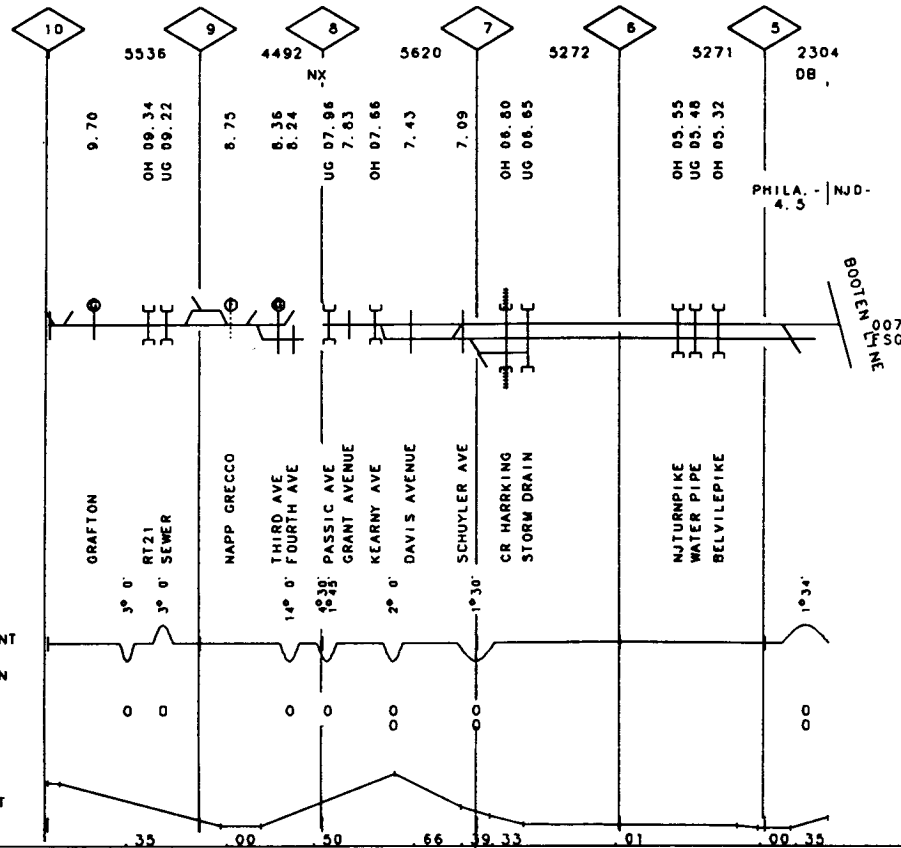 10 9 8 7 6 5
5536 4492 5620 5272 5271 2304
NX DB
9.70
OH 09.34
UG 09.22
8.75
8.36
8.24
UG 07.96
7.83
OH 07.66
7.43
7.09
OH 06.80
UG 06.65
OH 05.55
UG 05.48
OH 05.32
PHILA. - NJD-
4.5
BOOTEN LINE
007
FSG
GRAFTON
RT21
SEWER
NAPP GRECCO
THIRD AVE
FOURTH AVE
PASSIC AVE
GRANT AVENUE
KEARNY AVE
DAVIS AVENUE
SCHUYLER AVE
CR HARRKING
STORM DRAIN
NJTURNPIKE
WATER PIPE
BELVILEPIKE
3° 0'
3° 0'
14° 0'
4°30'
1°45'
2° 0'
1°30'
1°34'
NT
N
0 0 0 0 0 0 0
0 0 0
T
.35 .00 .50 .66 .39 .33 .01 .00 .35